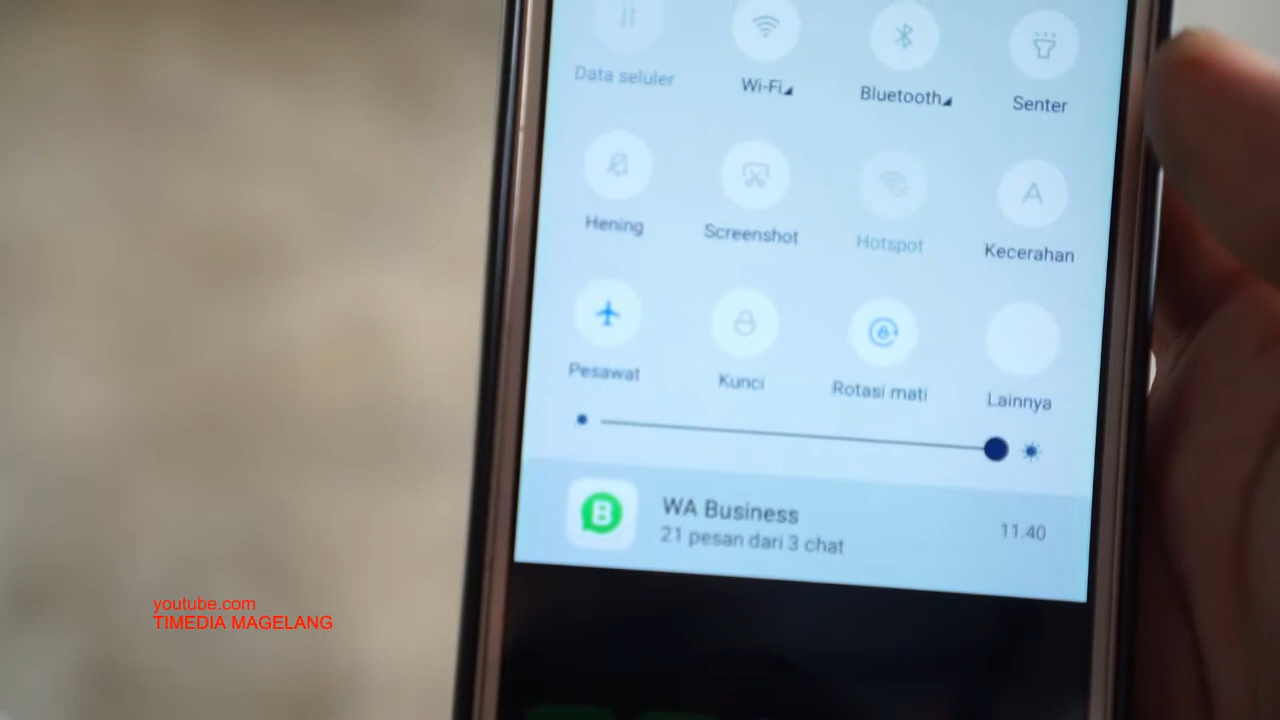 Data seluler
Wi-Fi
Bluetooth
Senter
Hening
Screenshot
Hotspot
A
Kecerahan
Pesawat
Kunci
Rotasi mati
Lainnya
B
WA Business
21 pesan dari 3 chat
11.40
youtube.com
TIMEDIA MAGELANG